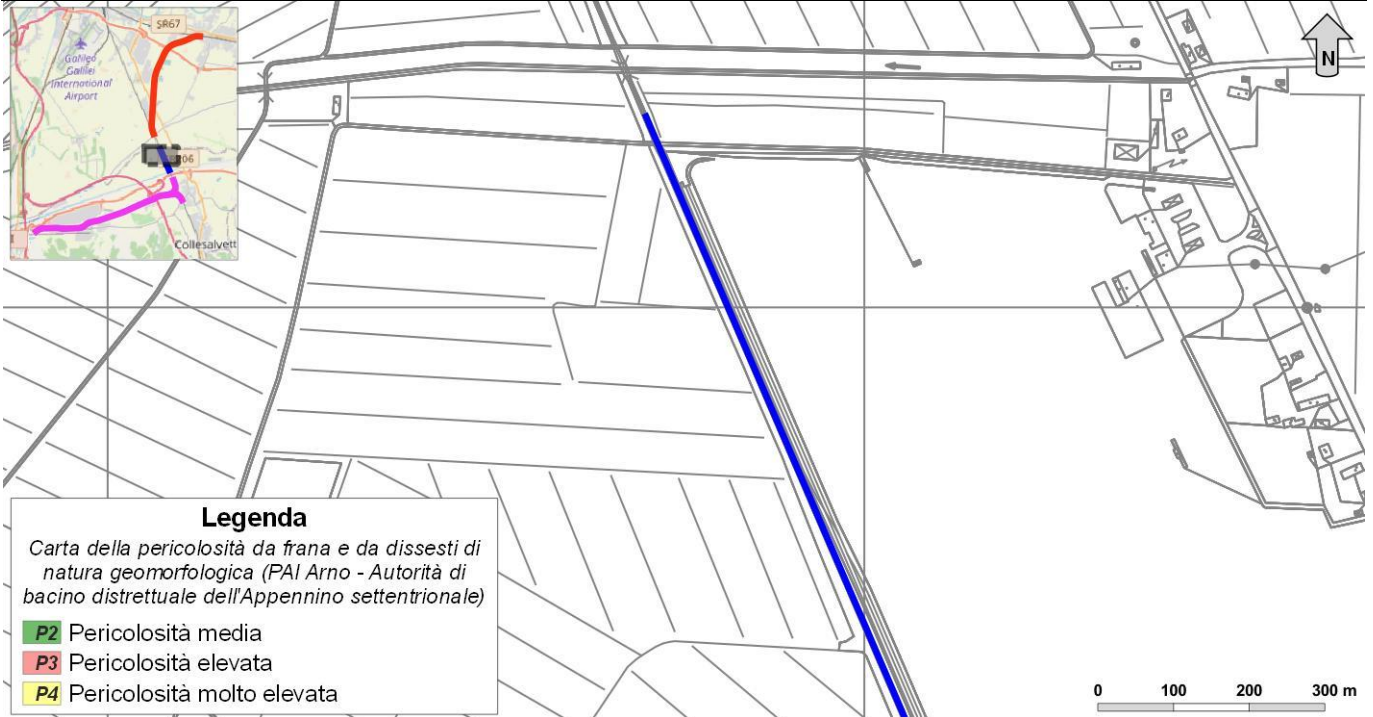 SR67
Galileo
Galilei
International
Airport
06
Collesalvett
N
Legenda
Carta della pericolosità da frana e da dissesti di
natura geomorfologica (PAI Arno - Autorità di
bacino distrettuale dell'Appennino settentrionale)
P2 Pericolosità media
P3 Pericolosità elevata
P4 Pericolosità molto elevata
0 100 200 300 m